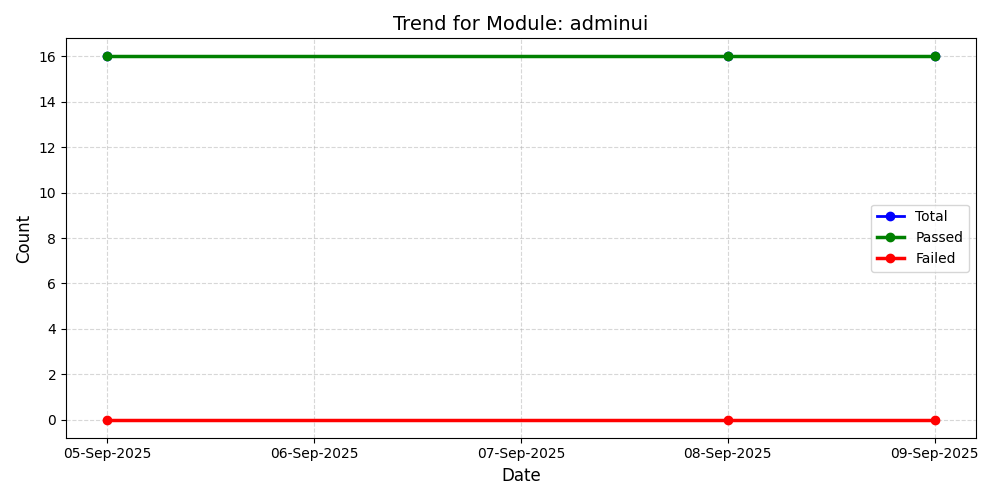 Trend for Module: adminui
Count
16
14
12
10
8
6
4
2
0
Total
Passed
Failed
05-Sep-2025
06-Sep-2025
07-Sep-2025
08-Sep-2025
09-Sep-2025
Date